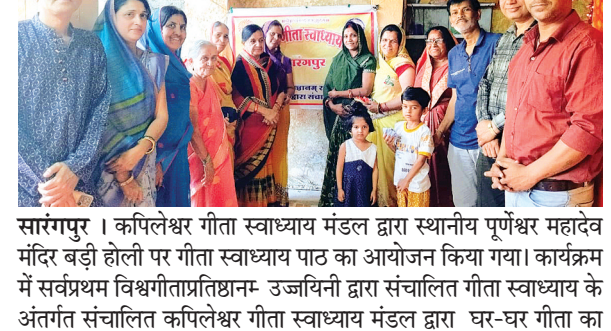 गीता स्वाध्याय
सारंगपुर । कपिलेश्वर गीता स्वाध्याय मंडल द्वारा स्थानीय पूर्णेश्वर महादेव
मंदिर बड़ी होली पर गीता स्वाध्याय पाठ का आयोजन किया गया। कार्यक्रम
में सर्वप्रथम विश्वगीताप्रतिष्ठानम्‍ उज्जयिनी द्वारा संचालित गीता स्वाध्याय के
अंतर्गत संचालित कपिलेश्वर गीता स्वाध्याय मंडल द्वारा घर-घर गीता का